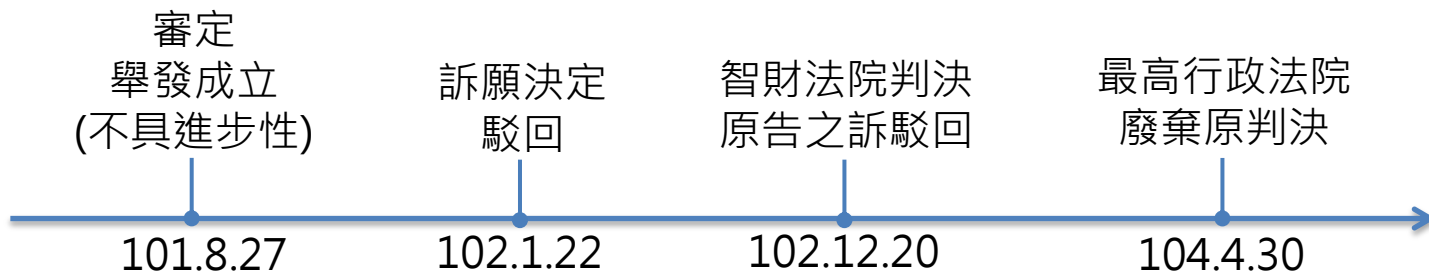 審定
舉發成立
(不具進步性)
訴願決定
駁回
智財法院判決
原告之訴駁回
最高行政法院
廢棄原判決
101.8.27
102.1.22
102.12.20
104.4.30